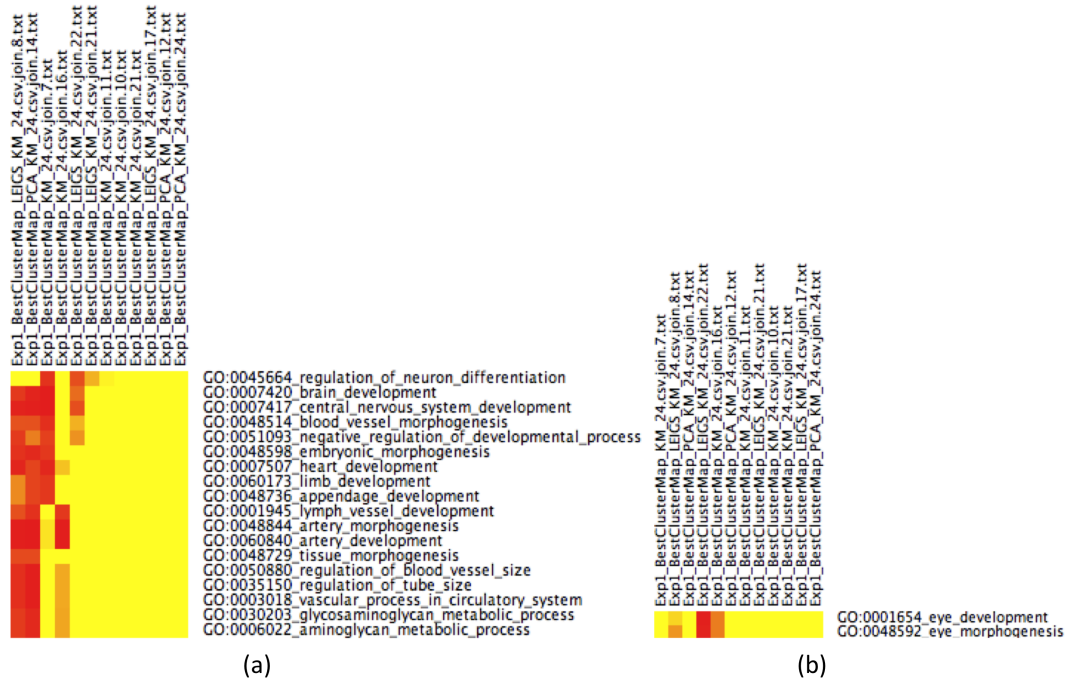 Exp1_BestClusterMap_LEIGS_KM_24.csv.join.8.txt
Exp1_BestClusterMap_PCA_KM_24.csv.join.14.txt
Exp1_BestClusterMap_KM_24.csv.join.7.txt
Exp1_BestClusterMap_KM_24.csv.join.16.txt
Exp1_BestClusterMap_LEIGS_KM_24.csv.join.22.txt
Exp1_BestClusterMap_LEIGS_KM_24.csv.join.21.txt
Exp1_BestClusterMap_KM_24.csv.join.11.txt
Exp1_BestClusterMap_KM_24.csv.join.10.txt
Exp1_BestClusterMap_KM_24.csv.join.21.txt
Exp1_BestClusterMap_LEIGS_KM_24.csv.join.17.txt
Exp1_BestClusterMap_PCA_KM_24.csv.join.12.txt
Exp1_BestClusterMap_PCA_KM_24.csv.join.24.txt
GO:0045664_regulation_of_neuron_differentiation
GO:0007420_brain_development
GO:0007417_central_nervous_system_development
GO:0048514_blood_vessel_morphogenesis
GO:0051093_negative_regulation_of_developmental_process
GO:0048598_embryonic_morphogenesis
GO:0007507_heart_development
GO:0060173_limb_development
GO:0048736_appendage_development
GO:0001945_lymph_vessel_development
GO:0048844_artery_morphogenesis
GO:0060840_artery_development
GO:0048729_tissue_morphogenesis
GO:0050880_regulation_of_blood_vessel_size
GO:0035150_regulation_of_tube_size
GO:0003018_vascular_process_in_circulatory_system
GO:0030203_glycosaminoglycan_metabolic_process
GO:0006022_aminoglycan_metabolic_process
(a)
Exp1_BestClusterMap_KM_24.csv.join.7.txt
Exp1_BestClusterMap_LEIGS_KM_24.csv.join.8.txt
Exp1_BestClusterMap_PCA_KM_24.csv.join.14.txt
Exp1_BestClusterMap_LEIGS_KM_24.csv.join.22.txt
Exp1_BestClusterMap_KM_24.csv.join.16.txt
Exp1_BestClusterMap_PCA_KM_24.csv.join.12.txt
Exp1_BestClusterMap_KM_24.csv.join.11.txt
Exp1_BestClusterMap_LEIGS_KM_24.csv.join.21.txt
Exp1_BestClusterMap_KM_24.csv.join.10.txt
Exp1_BestClusterMap_KM_24.csv.join.21.txt
Exp1_BestClusterMap_LEIGS_KM_24.csv.join.17.txt
Exp1_BestClusterMap_PCA_KM_24.csv.join.24.txt
GO:0001654_eye_development
GO:0048592_eye_morphogenesis
(b)